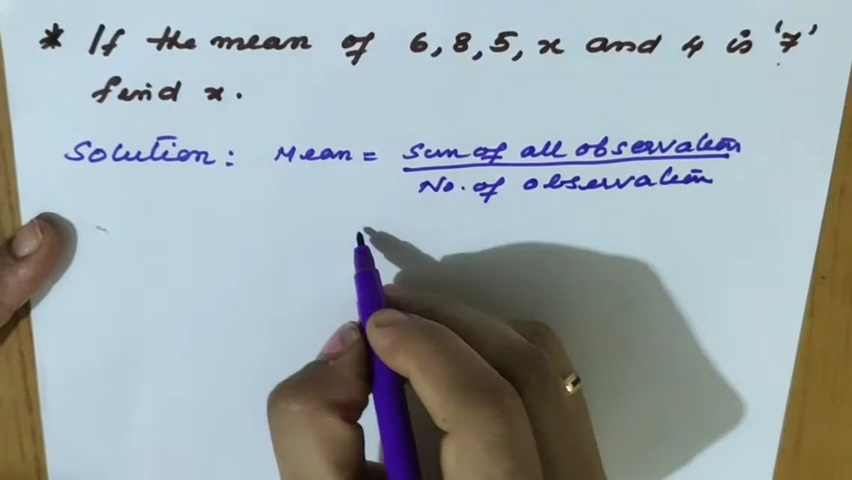 * If the mean of 6,8,5, x and 4 is '7'
find x.
Solution: Mean = Sum of all observation
No. of observation